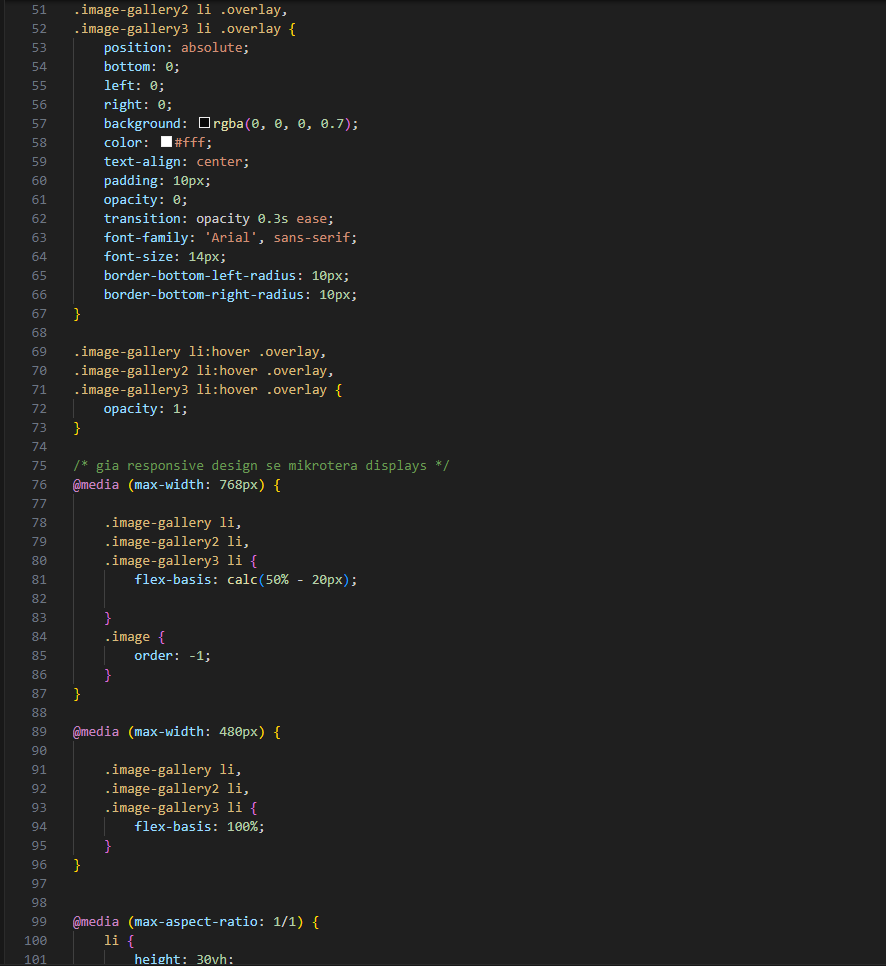 51 .image-gallery2 li .overlay,
52 .image-gallery3 li .overlay {
53 position: absolute;
54 bottom: 0;
55 left: 0;
56 right: 0;
57 background: rgba(0, 0, 0, 0.7);
58 color: #fff;
59 text-align: center;
60 padding: 10px;
61 opacity: 0;
62 transition: opacity 0.3s ease;
63 font-family: 'Arial', sans-serif;
64 font-size: 14px;
65 border-bottom-left-radius: 10px;
66 border-bottom-right-radius: 10px;
67 }
68
69 .image-gallery li:hover .overlay,
70 .image-gallery2 li:hover .overlay,
71 .image-gallery3 li:hover .overlay {
72 opacity: 1;
73 }
74
75 /* gia responsive design se mikrotera displays */
76 @media (max-width: 768px) {
77
78 .image-gallery li,
79 .image-gallery2 li,
80 .image-gallery3 li {
81 flex-basis: calc(50% - 20px);
82
83 }
84 .image {
85 order: -1;
86 }
87 }
88
89 @media (max-width: 480px) {
90
91 .image-gallery li,
92 .image-gallery2 li,
93 .image-gallery3 li {
94 flex-basis: 100%;
95 }
96 }
97
98
99 @media (max-aspect-ratio: 1/1) {
100 li {
101 height: 30vh;